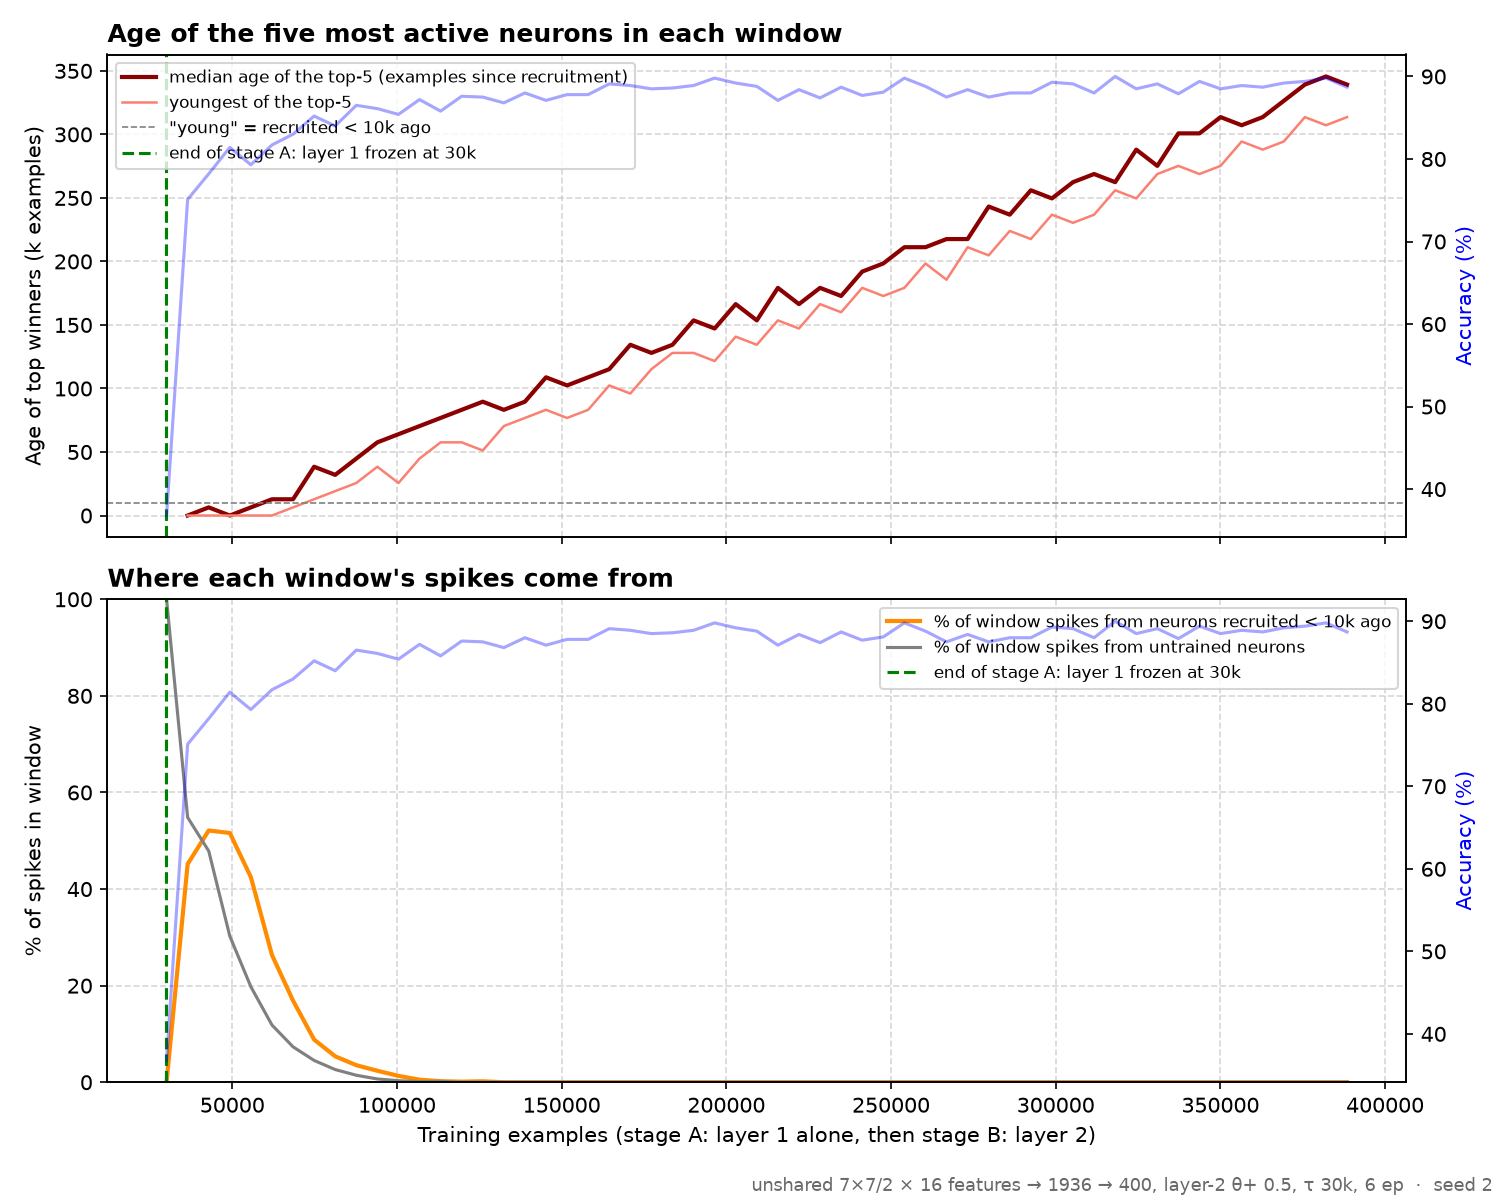 Age of the five most active neurons in each window
median age of the top-5 (examples since recruitment)
youngest of the top-5
"young" = recruited < 10k ago
end of stage A: layer 1 frozen at 30k
Age of top winners (k examples)
350
300
250
200
150
100
50
0
90
80
70
60
50
40
Accuracy (%)
Where each window's spikes come from
% of window spikes from neurons recruited < 10k ago
% of window spikes from untrained neurons
end of stage A: layer 1 frozen at 30k
% of spikes in window
100
80
60
40
20
0
90
80
70
60
50
40
Accuracy (%)
50000 100000 150000 200000 250000 300000 350000 400000
Training examples (stage A: layer 1 alone, then stage B: layer 2)
unshared 7×7/2 × 16 features → 1936 → 400, layer-2 θ+ 0.5, τ 30k, 6 ep · seed 2